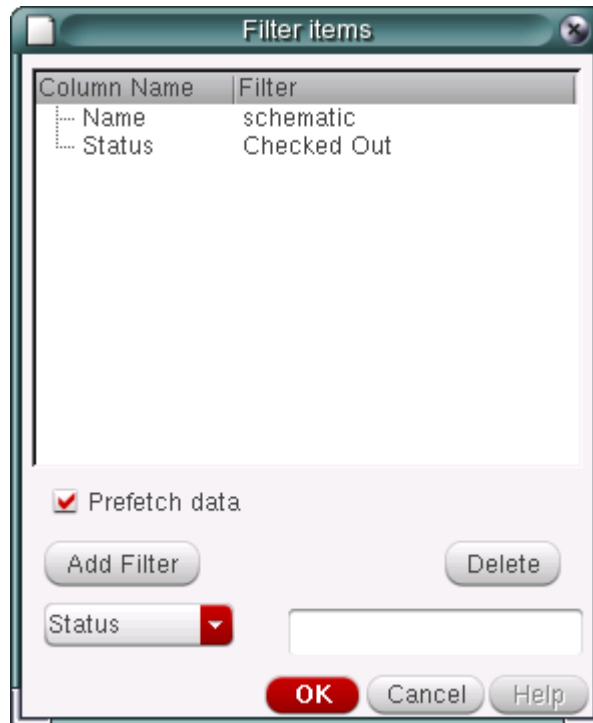 Filter items
Column Name Filter
Name schematic
Status Checked Out
Prefetch data
Add Filter Delete
Status
OK Cancel Help